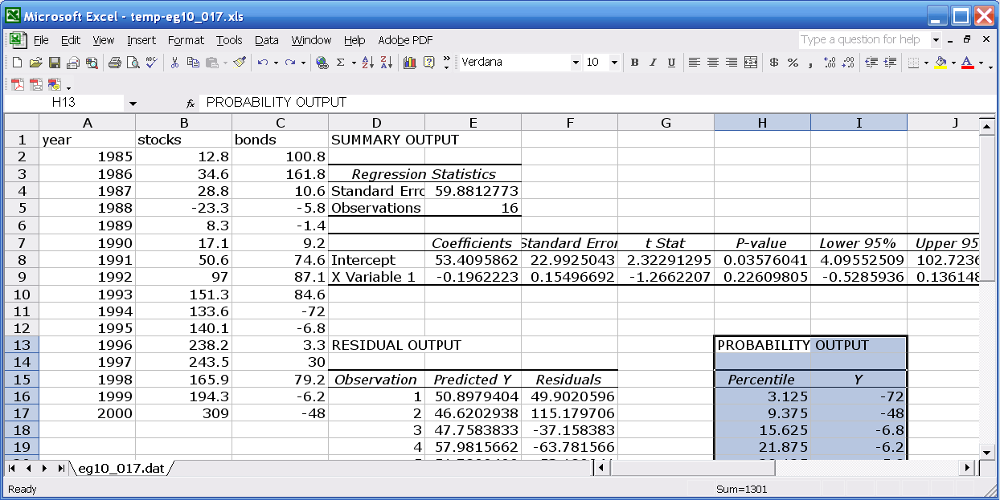 Microsoft Excel - temp-eg10_017.xls
File Edit View Insert Format Tools Data Window Help Adobe PDF Type a question for help
Verdana 10 B I U $ % ,
H13 fx PROBABILITY OUTPUT
A B C D E F G H I J
1 year stocks bonds SUMMARY OUTPUT
2 1985 12.8 100.8
3 1986 34.6 161.8 Regression Statistics
4 1987 28.8 10.6 Standard Erro 59.8812773
5 1988 -23.3 -5.8 Observations 16
6 1989 8.3 -1.4
7 1990 17.1 9.2 Coefficients Standard Error t Stat P-value Lower 95% Upper 95
8 1991 50.6 74.6 Intercept 53.4095862 22.9925043 2.32291295 0.03576041 4.09552509 102.7236
9 1992 97 87.1 X Variable 1 -0.1962223 0.15496692 -1.2662207 0.22609805 -0.5285936 0.136148
10 1993 151.3 84.6
11 1994 133.6 -72
12 1995 140.1 -6.8
13 1996 238.2 3.3 RESIDUAL OUTPUT PROBABILITY OUTPUT
14 1997 243.5 30
15 1998 165.9 79.2 Observation Predicted Y Residuals Percentile Y
16 1999 194.3 -6.2 1 50.8979404 49.9020596 3.125 -72
17 2000 309 -48 2 46.6202938 115.179706 9.375 -48
18 3 47.7583833 -37.158383 15.625 -6.8
19 4 57.9815662 -63.781566 21.875 -6.2
eg10_017.dat
Ready Sum=1301